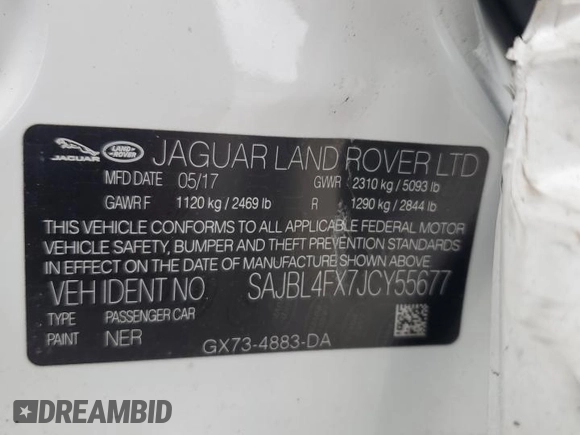 JAGUAR LAND-ROVER JAGUAR LAND ROVER LTD
MFD DATE 05/17 GVWR 2310 kg / 5093 lb
GAWR F 1120 kg / 2469 lb R 1290 kg / 2844 lb
THIS VEHICLE CONFORMS TO ALL APPLICABLE FEDERAL MOTOR
VEHICLE SAFETY, BUMPER AND THEFT PREVENTION
STANDARDS IN EFFECT ON THE DATE OF MANUFACTURE SHOWN ABOVE
VEH IDENT NO SAJBL4FX7JCY55677
TYPE PASSENGER CAR
PAINT NER
GX73-4883-DA
DREAMBID